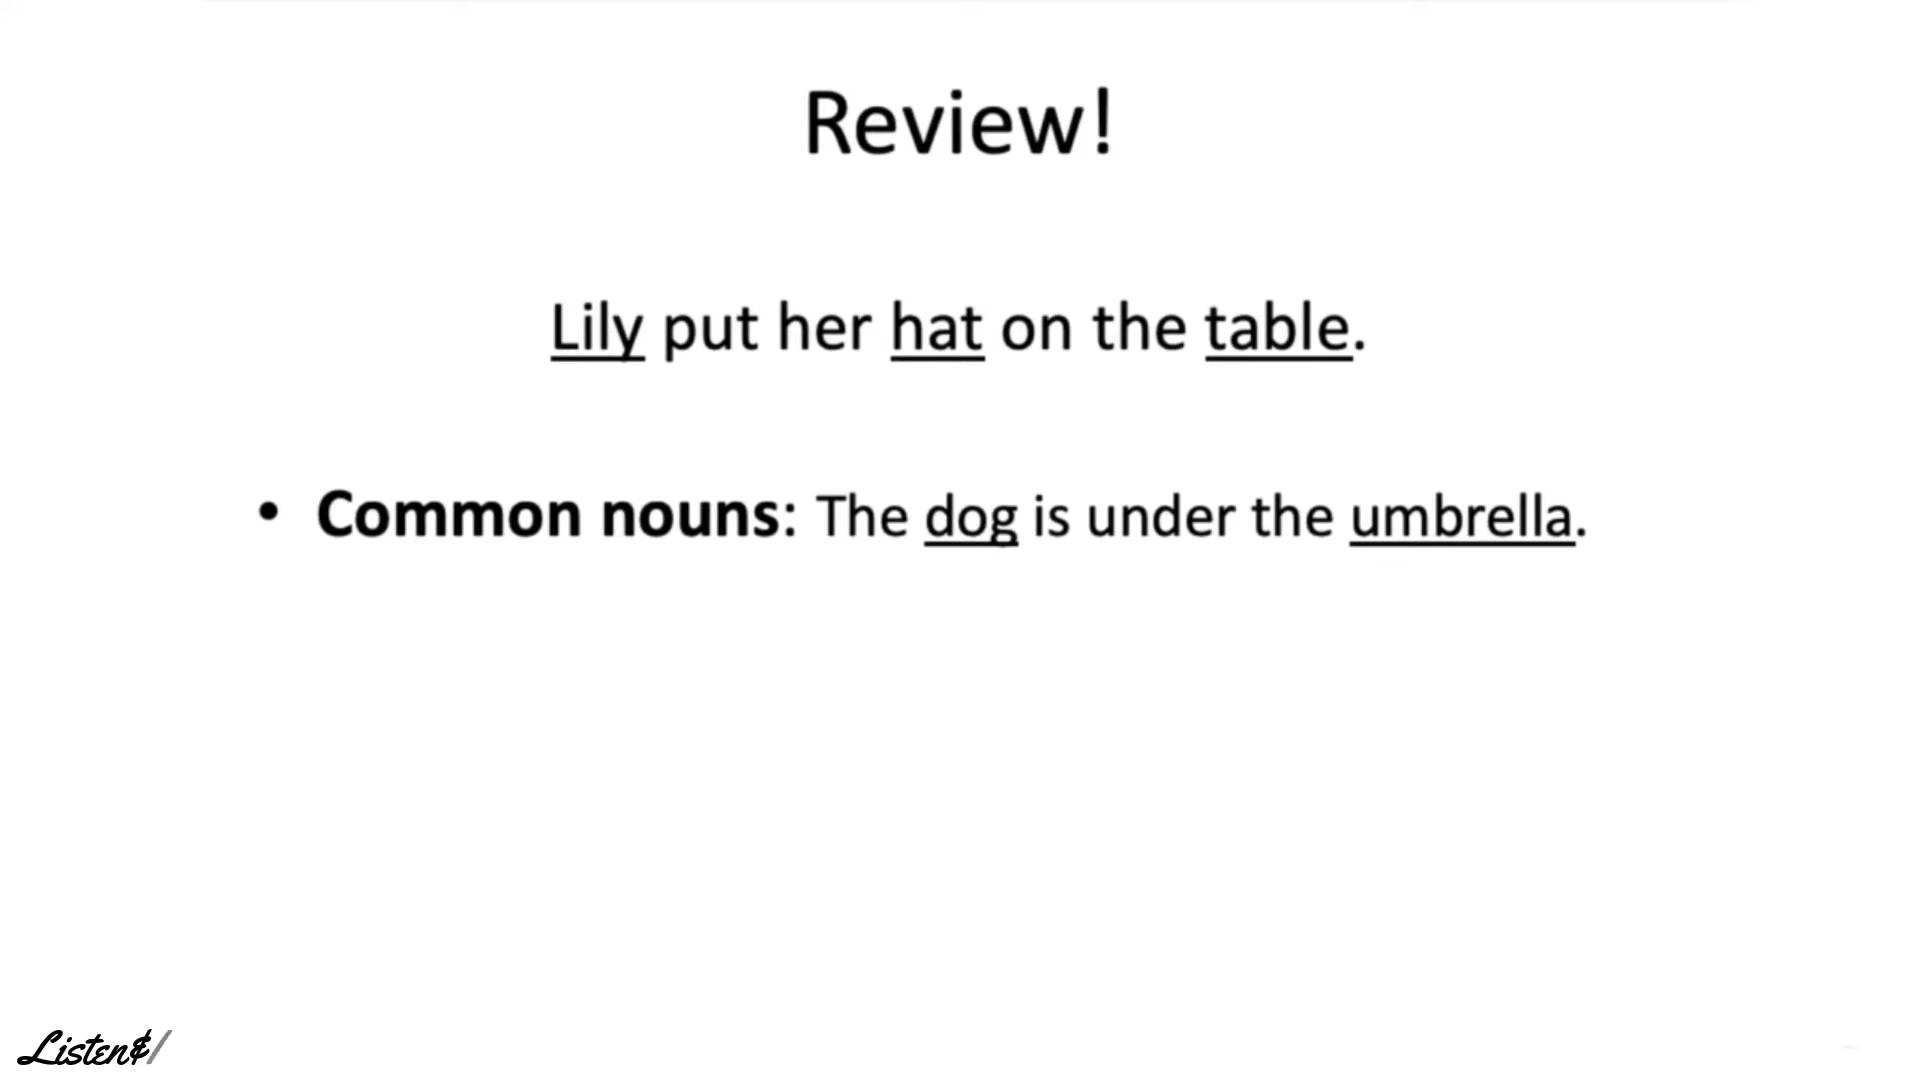 Review!
Lily put her hat on the table.
• Common nouns: The dog is under the umbrella.
Listen&